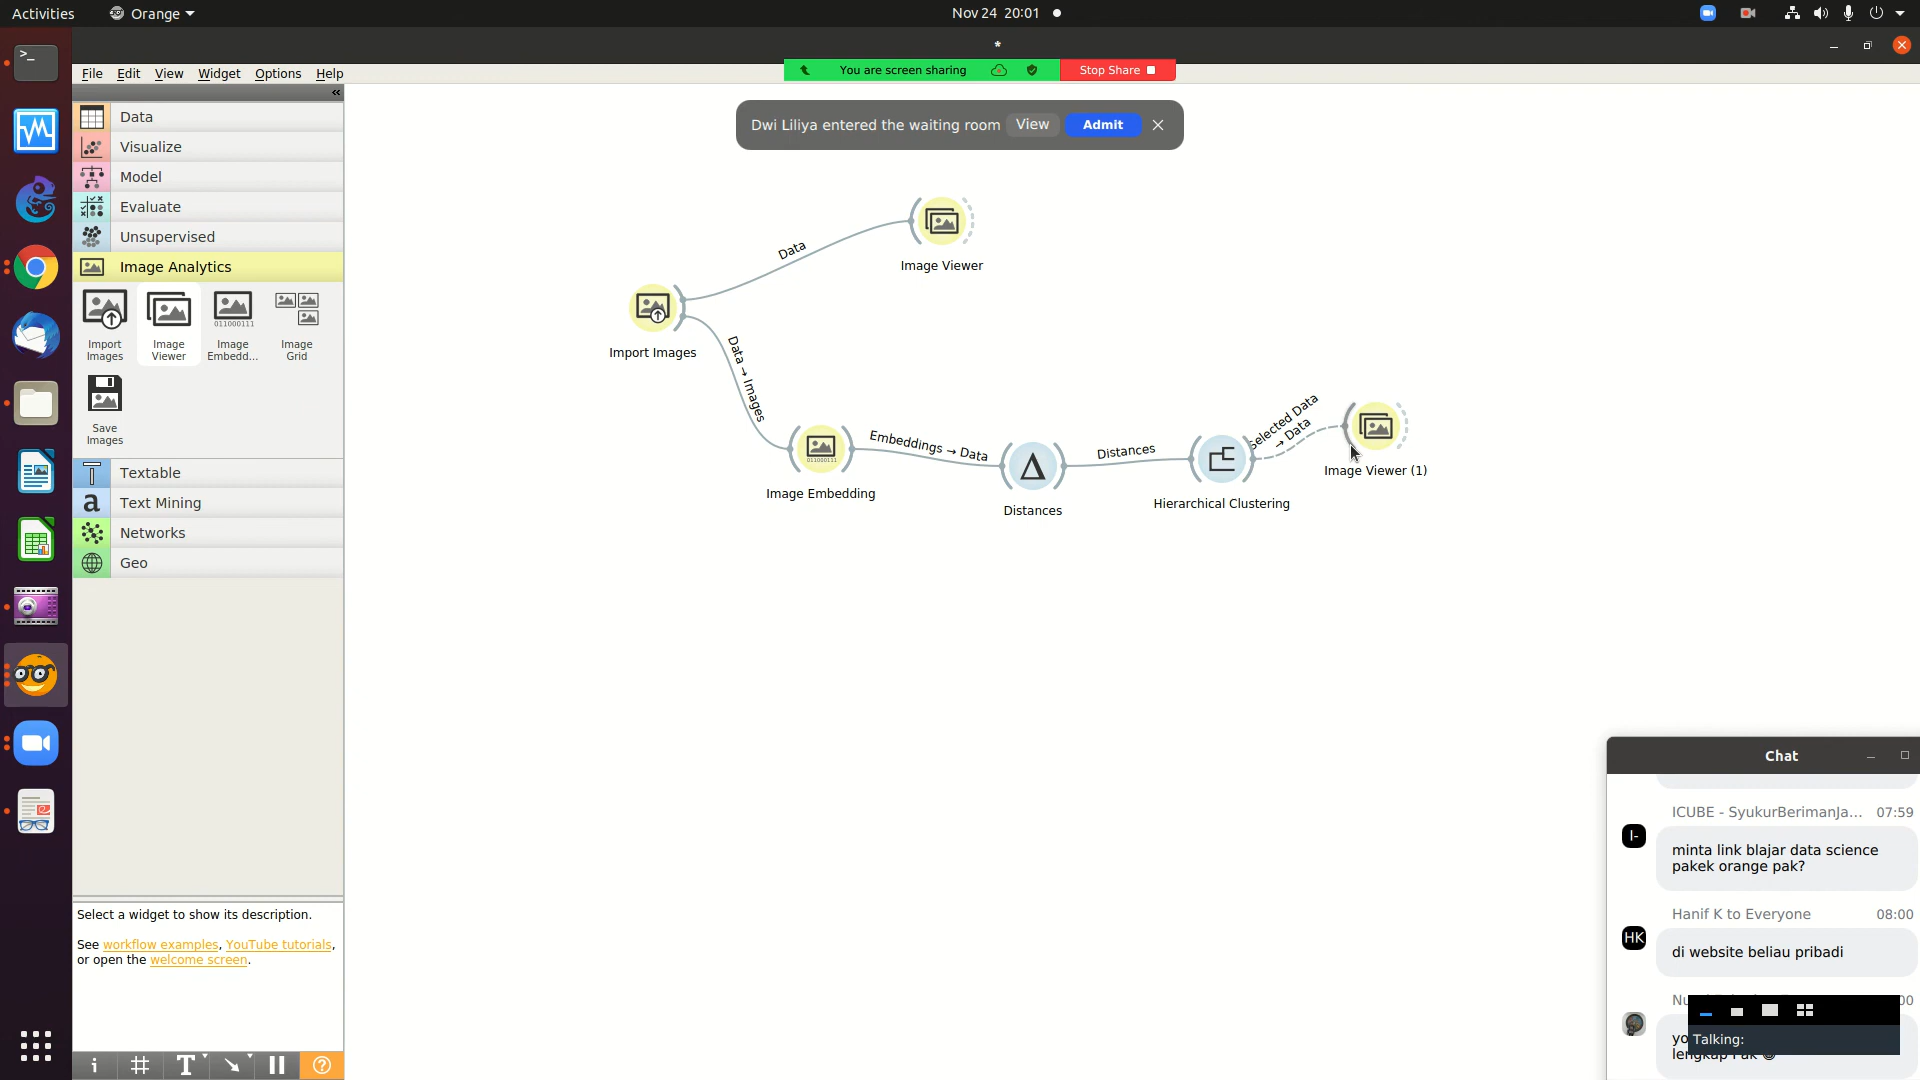 Activities
Orange
Nov 24 20:01
*
File Edit View Widget Options Help
You are screen sharing
Stop Share
Dwi Liliya entered the waiting room View Admit
Data
Visualize
Model
Evaluate
Unsupervised
Image Analytics
Import Images
Image Viewer
Image Embedd...
Image Grid
Save Images
Textable
Text Mining
Networks
Geo
Data
Image Viewer
Import Images
Data → Images
Image Embedding
Embeddings → Data
Distances
Distances
Hierarchical Clustering
Selected Data
→ Data
Image Viewer (1)
Select a widget to show its description.
See workflow examples, YouTube tutorials,
or open the welcome screen.
Chat
ICUBE - SyukurBerimanJa... 07:59
I-
minta link blajar data science
pakek orange pak?
Hanif K to Everyone 08:00
HK
di website beliau pribadi
Talking:
lengkap